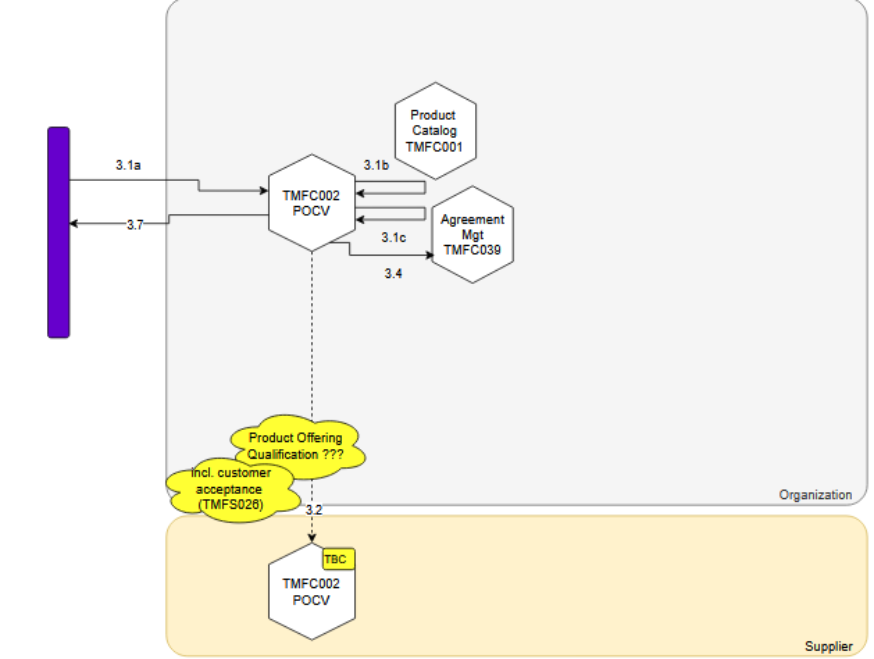 Product
Catalog
TMFC001
3.1a
3.1b
TMFC002
POCV
3.7
3.1c
Agreement
Mgt
TMFC039
3.4
Product Offering
Qualification ???
incl. customer
acceptance
(TMFS026)
Organization
3.2
TBC
TMFC002
POCV
Supplier